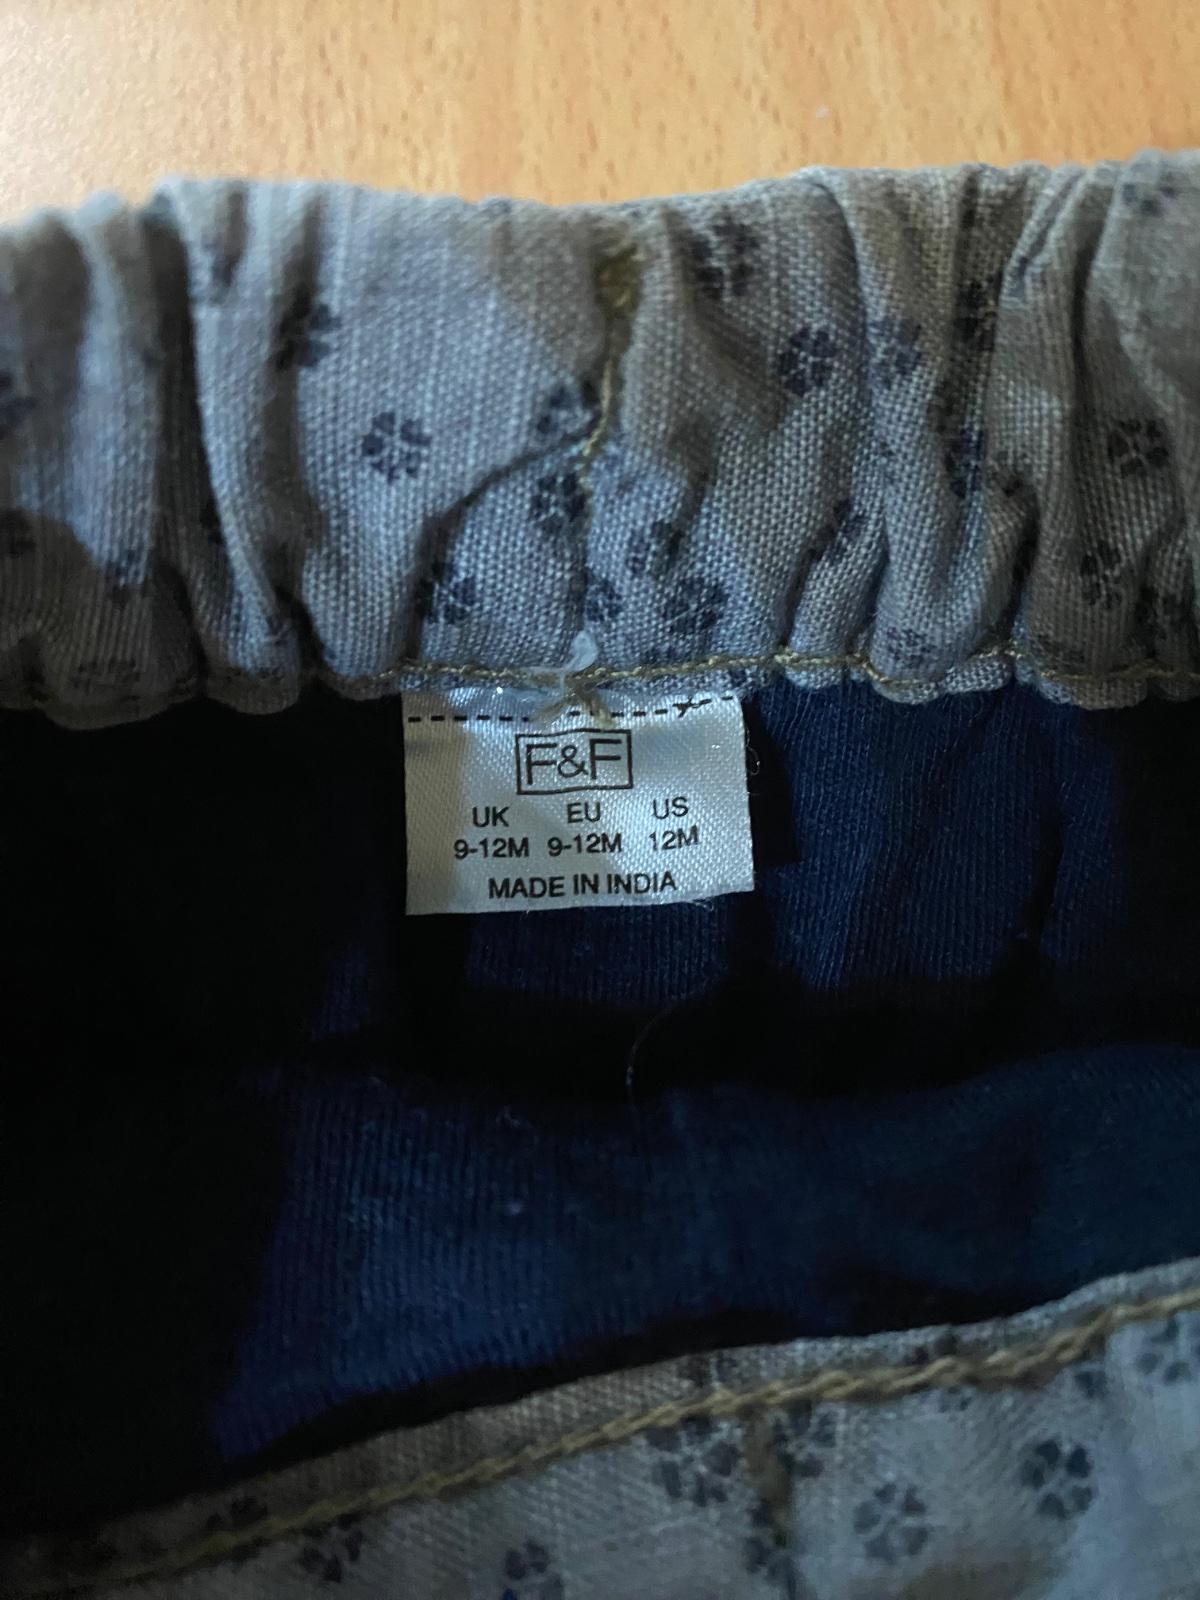 F&F
UK EU US
9-12M 9-12M 12M
MADE IN INDIA